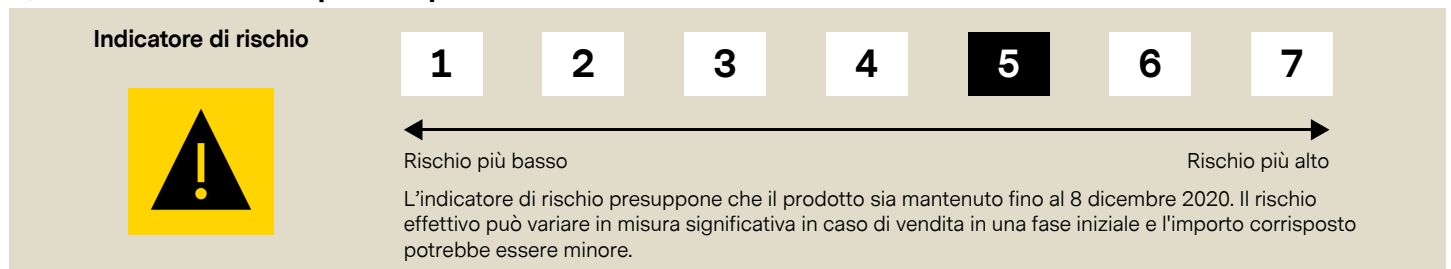 Indicatore di rischio
1 2 3 4 5 6 7
Rischio più basso
Rischio più alto
L'indicatore di rischio presuppone che il prodotto sia mantenuto fino al 8 dicembre 2020. Il rischio
effettivo può variare in misura significativa in caso di vendita in una fase iniziale e l'importo corrisposto
potrebbe essere minore.